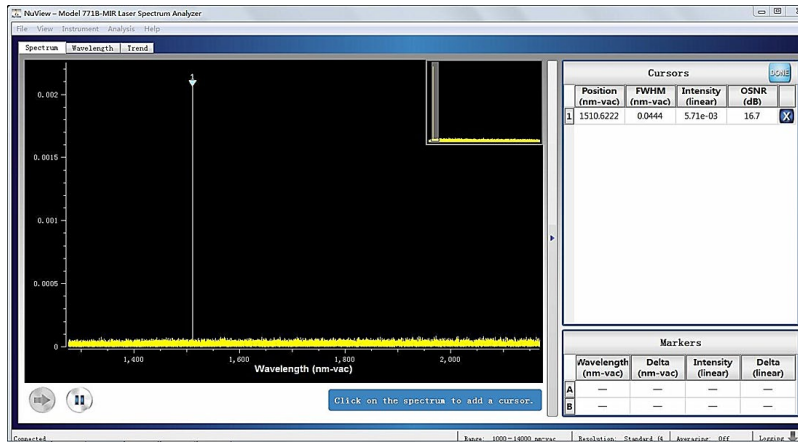 NuView – Model 771B-MIR Laser Spectrum Analyzer
File View Instrument Analysis Help
Spectrum Wavelength Trend
1
0.002
0.0015
0.001
0.0005
0
1,400 1,600 1,800 2,000
Wavelength (nm-vac)
Click on the spectrum to add a cursor.
Cursors DONE
Position (nm-vac) FWHM (nm-vac) Intensity (linear) OSNR (dB)
1 1510.6222 0.0444 5.71e-03 16.7 X
Markers
Wavelength (nm-vac) Delta (nm-vac) Intensity (linear) Delta (linear)
A — — — —
B — — — —
Connected Range: 1000-14000 nm-vac Resolution: Standard (4 Averaging: Off Logging